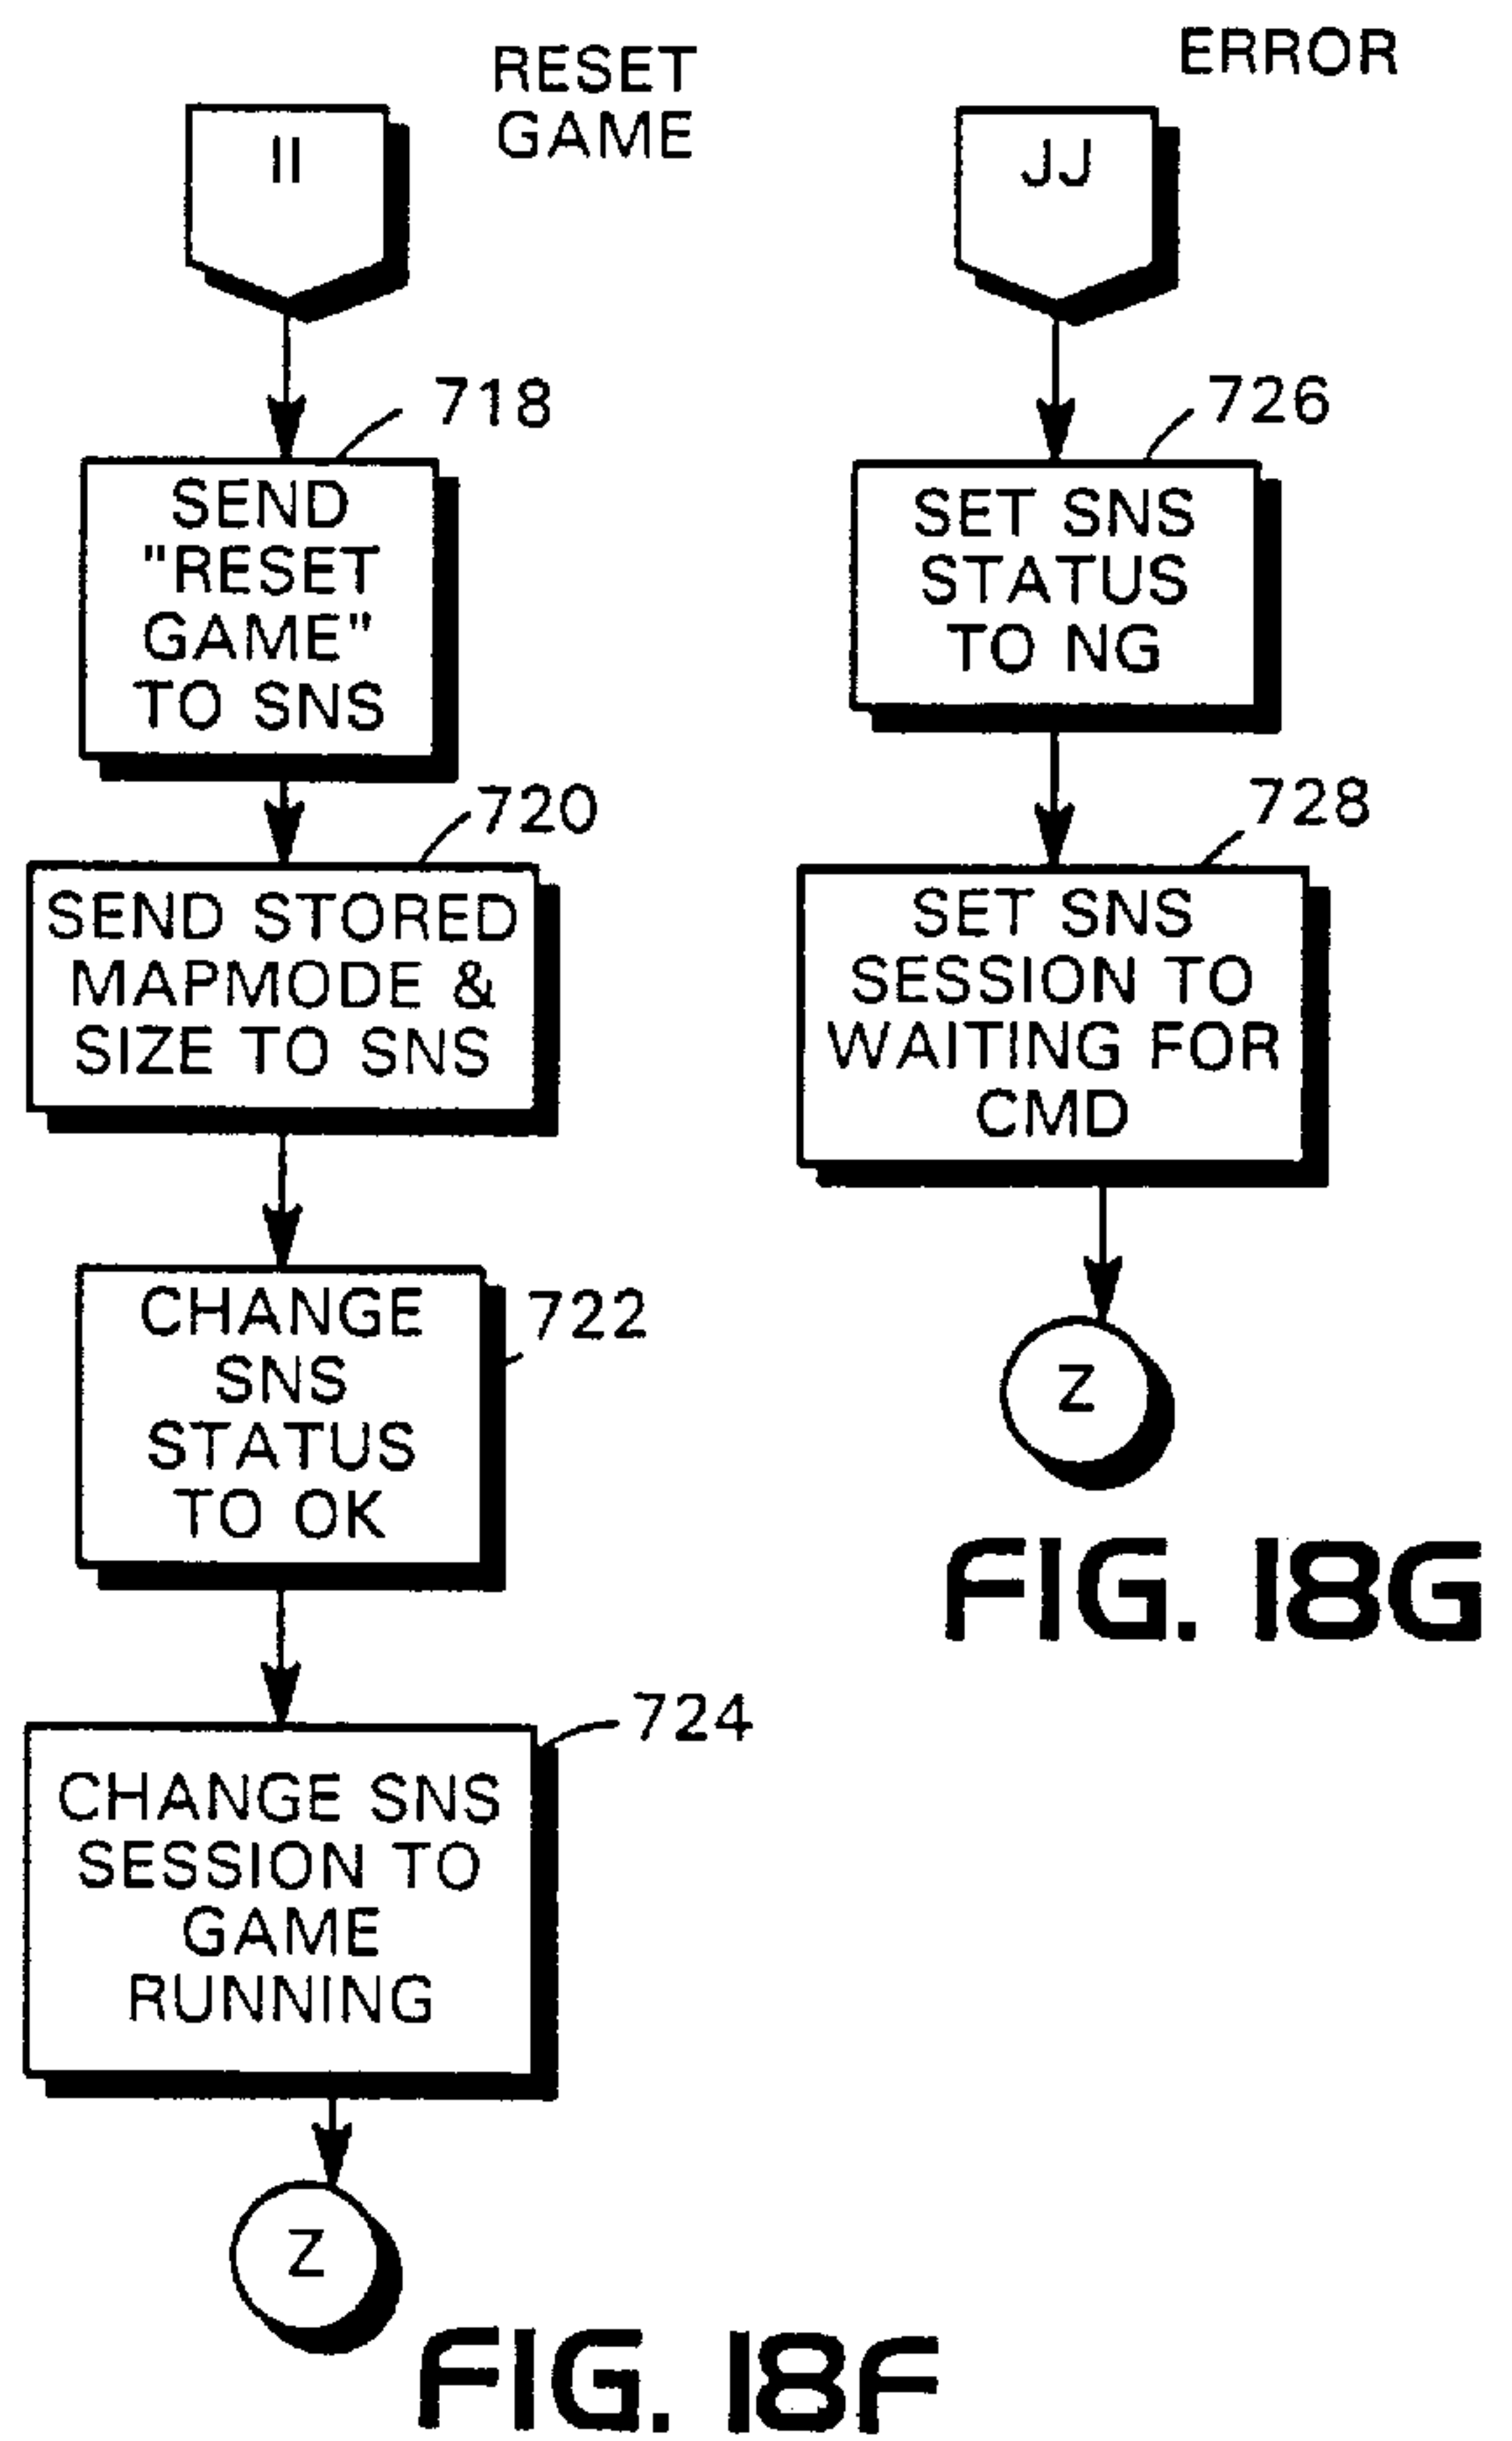 RESET
GAME
II
718
SEND
"RESET
GAME"
TO SNS
720
SEND STORED
MAPMODE &
SIZE TO SNS
722
CHANGE
SNS
STATUS
TO OK
724
CHANGE SNS
SESSION TO
GAME
RUNNING
Z
FIG. 18F
ERROR
JJ
726
SET SNS
STATUS
TO NG
728
SET SNS
SESSION TO
WAITING FOR
CMD
Z
FIG. 18G